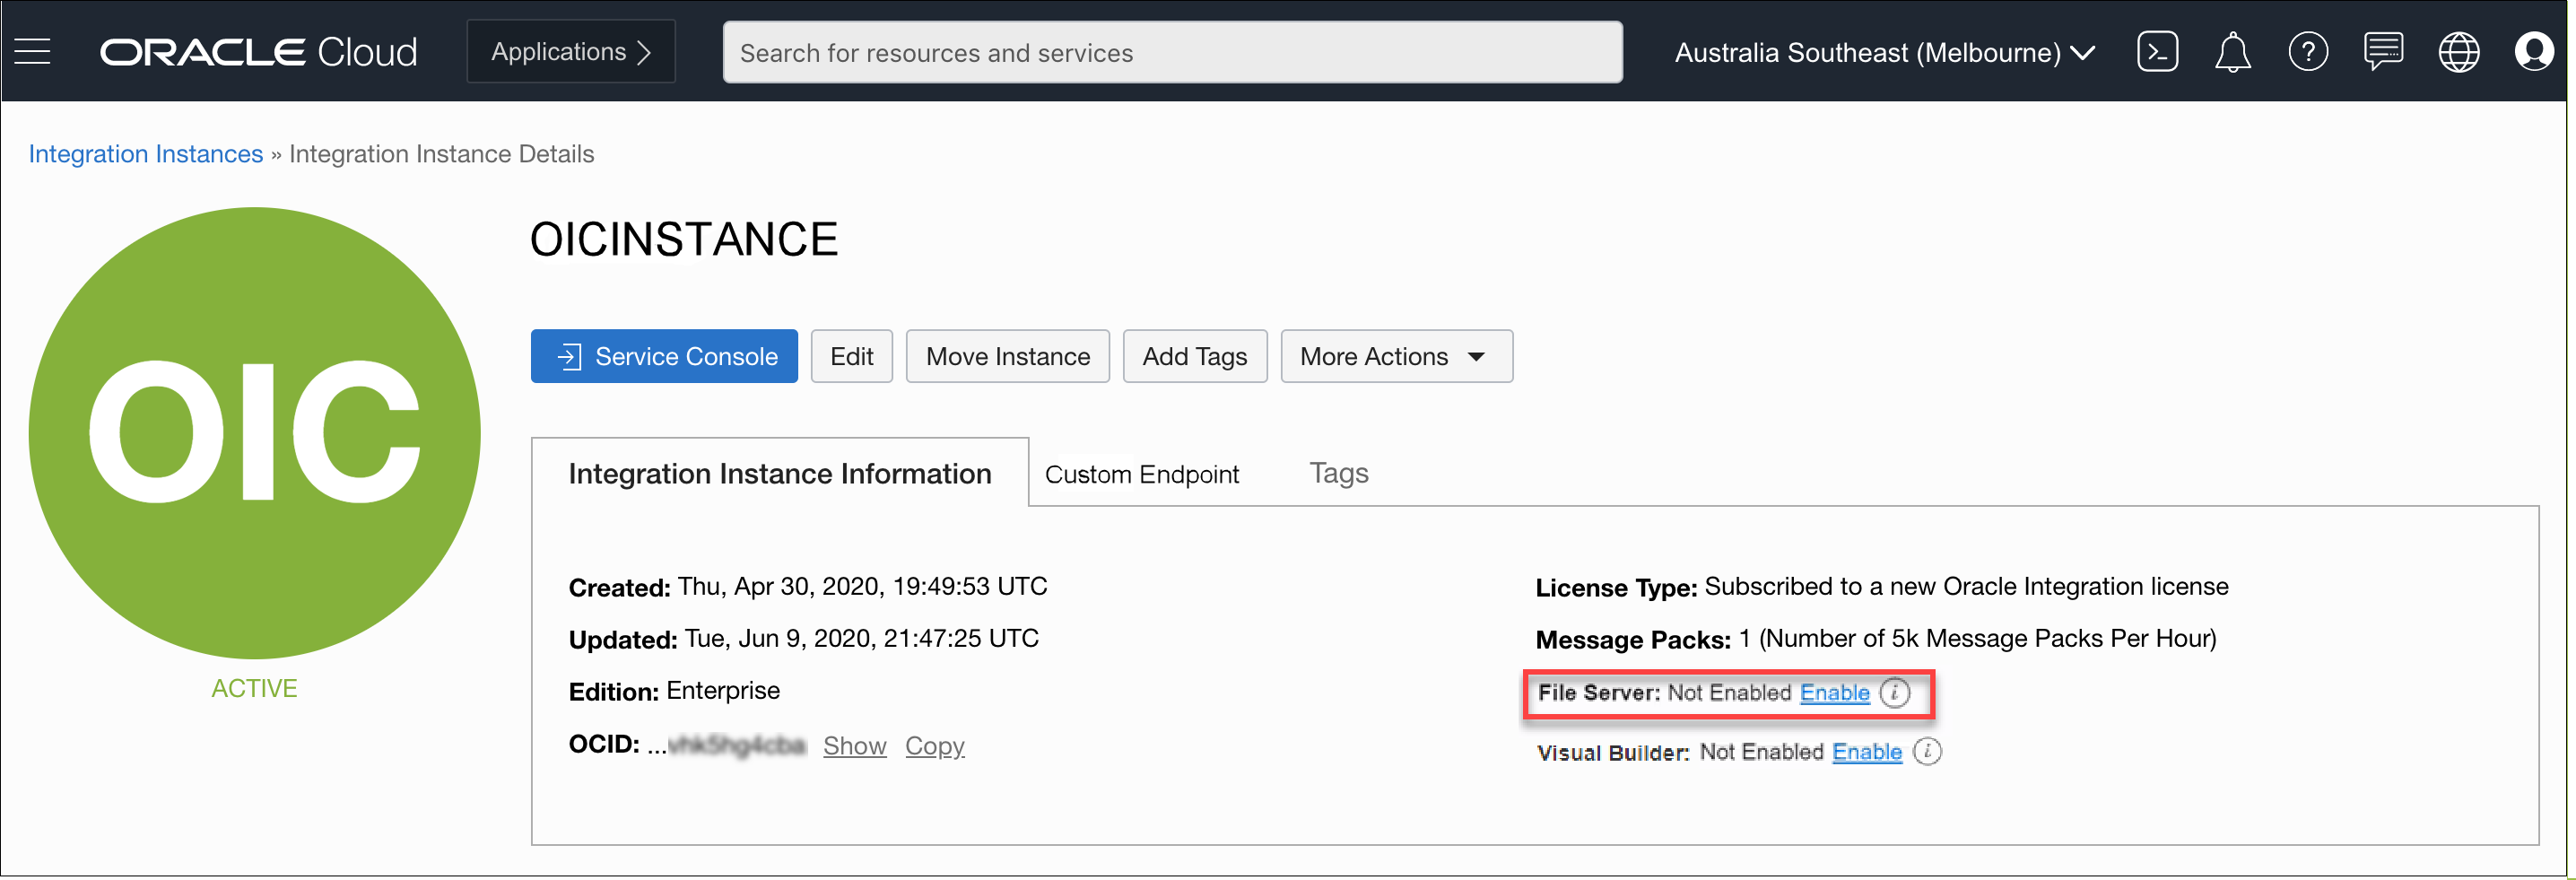 ORACLE Cloud
Applications
Search for resources and services
Australia Southeast (Melbourne)
Integration Instances » Integration Instance Details
OIC
ACTIVE
OICINSTANCE
Service Console
Edit
Move Instance
Add Tags
More Actions
Integration Instance Information
Custom Endpoint
Tags
Created: Thu, Apr 30, 2020, 19:49:53 UTC
Updated: Tue, Jun 9, 2020, 21:47:25 UTC
Edition: Enterprise
OCID: ... Show Copy
License Type: Subscribed to a new Oracle Integration license
Message Packs: 1 (Number of 5k Message Packs Per Hour)
File Server: Not Enabled Enable i
Visual Builder: Not Enabled Enable i